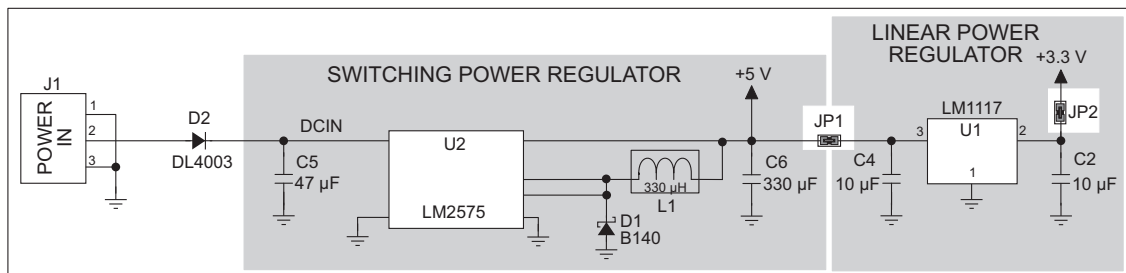 LINEAR POWER
REGULATOR
SWITCHING POWER REGULATOR
+5 V
+3.3 V
J1
POWER
IN
1
2
3
D2
DL4003
DCIN
C5
47 µF
U2
LM2575
330 µH
L1
D1
B140
C6
330 µF
JP1
C4
10 µF
LM1117
U1
3
2
1
JP2
C2
10 µF